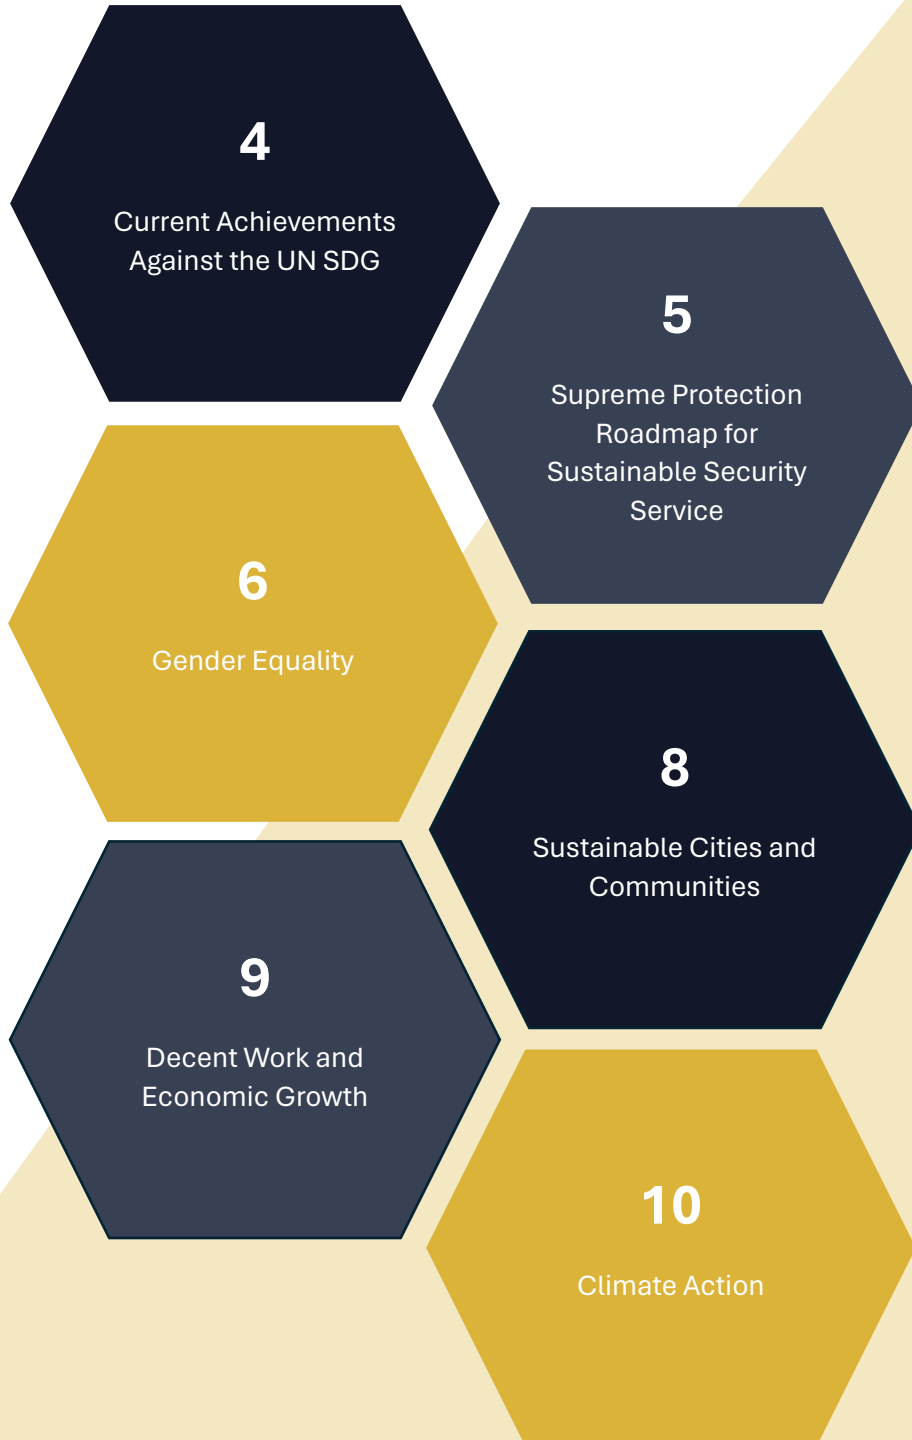 4
Current Achievements
Against the UN SDG
5
Supreme Protection
Roadmap for
Sustainable Security
Service
6
Gender Equality
8
Sustainable Cities and
Communities
9
Decent Work and
Economic Growth
10
Climate Action